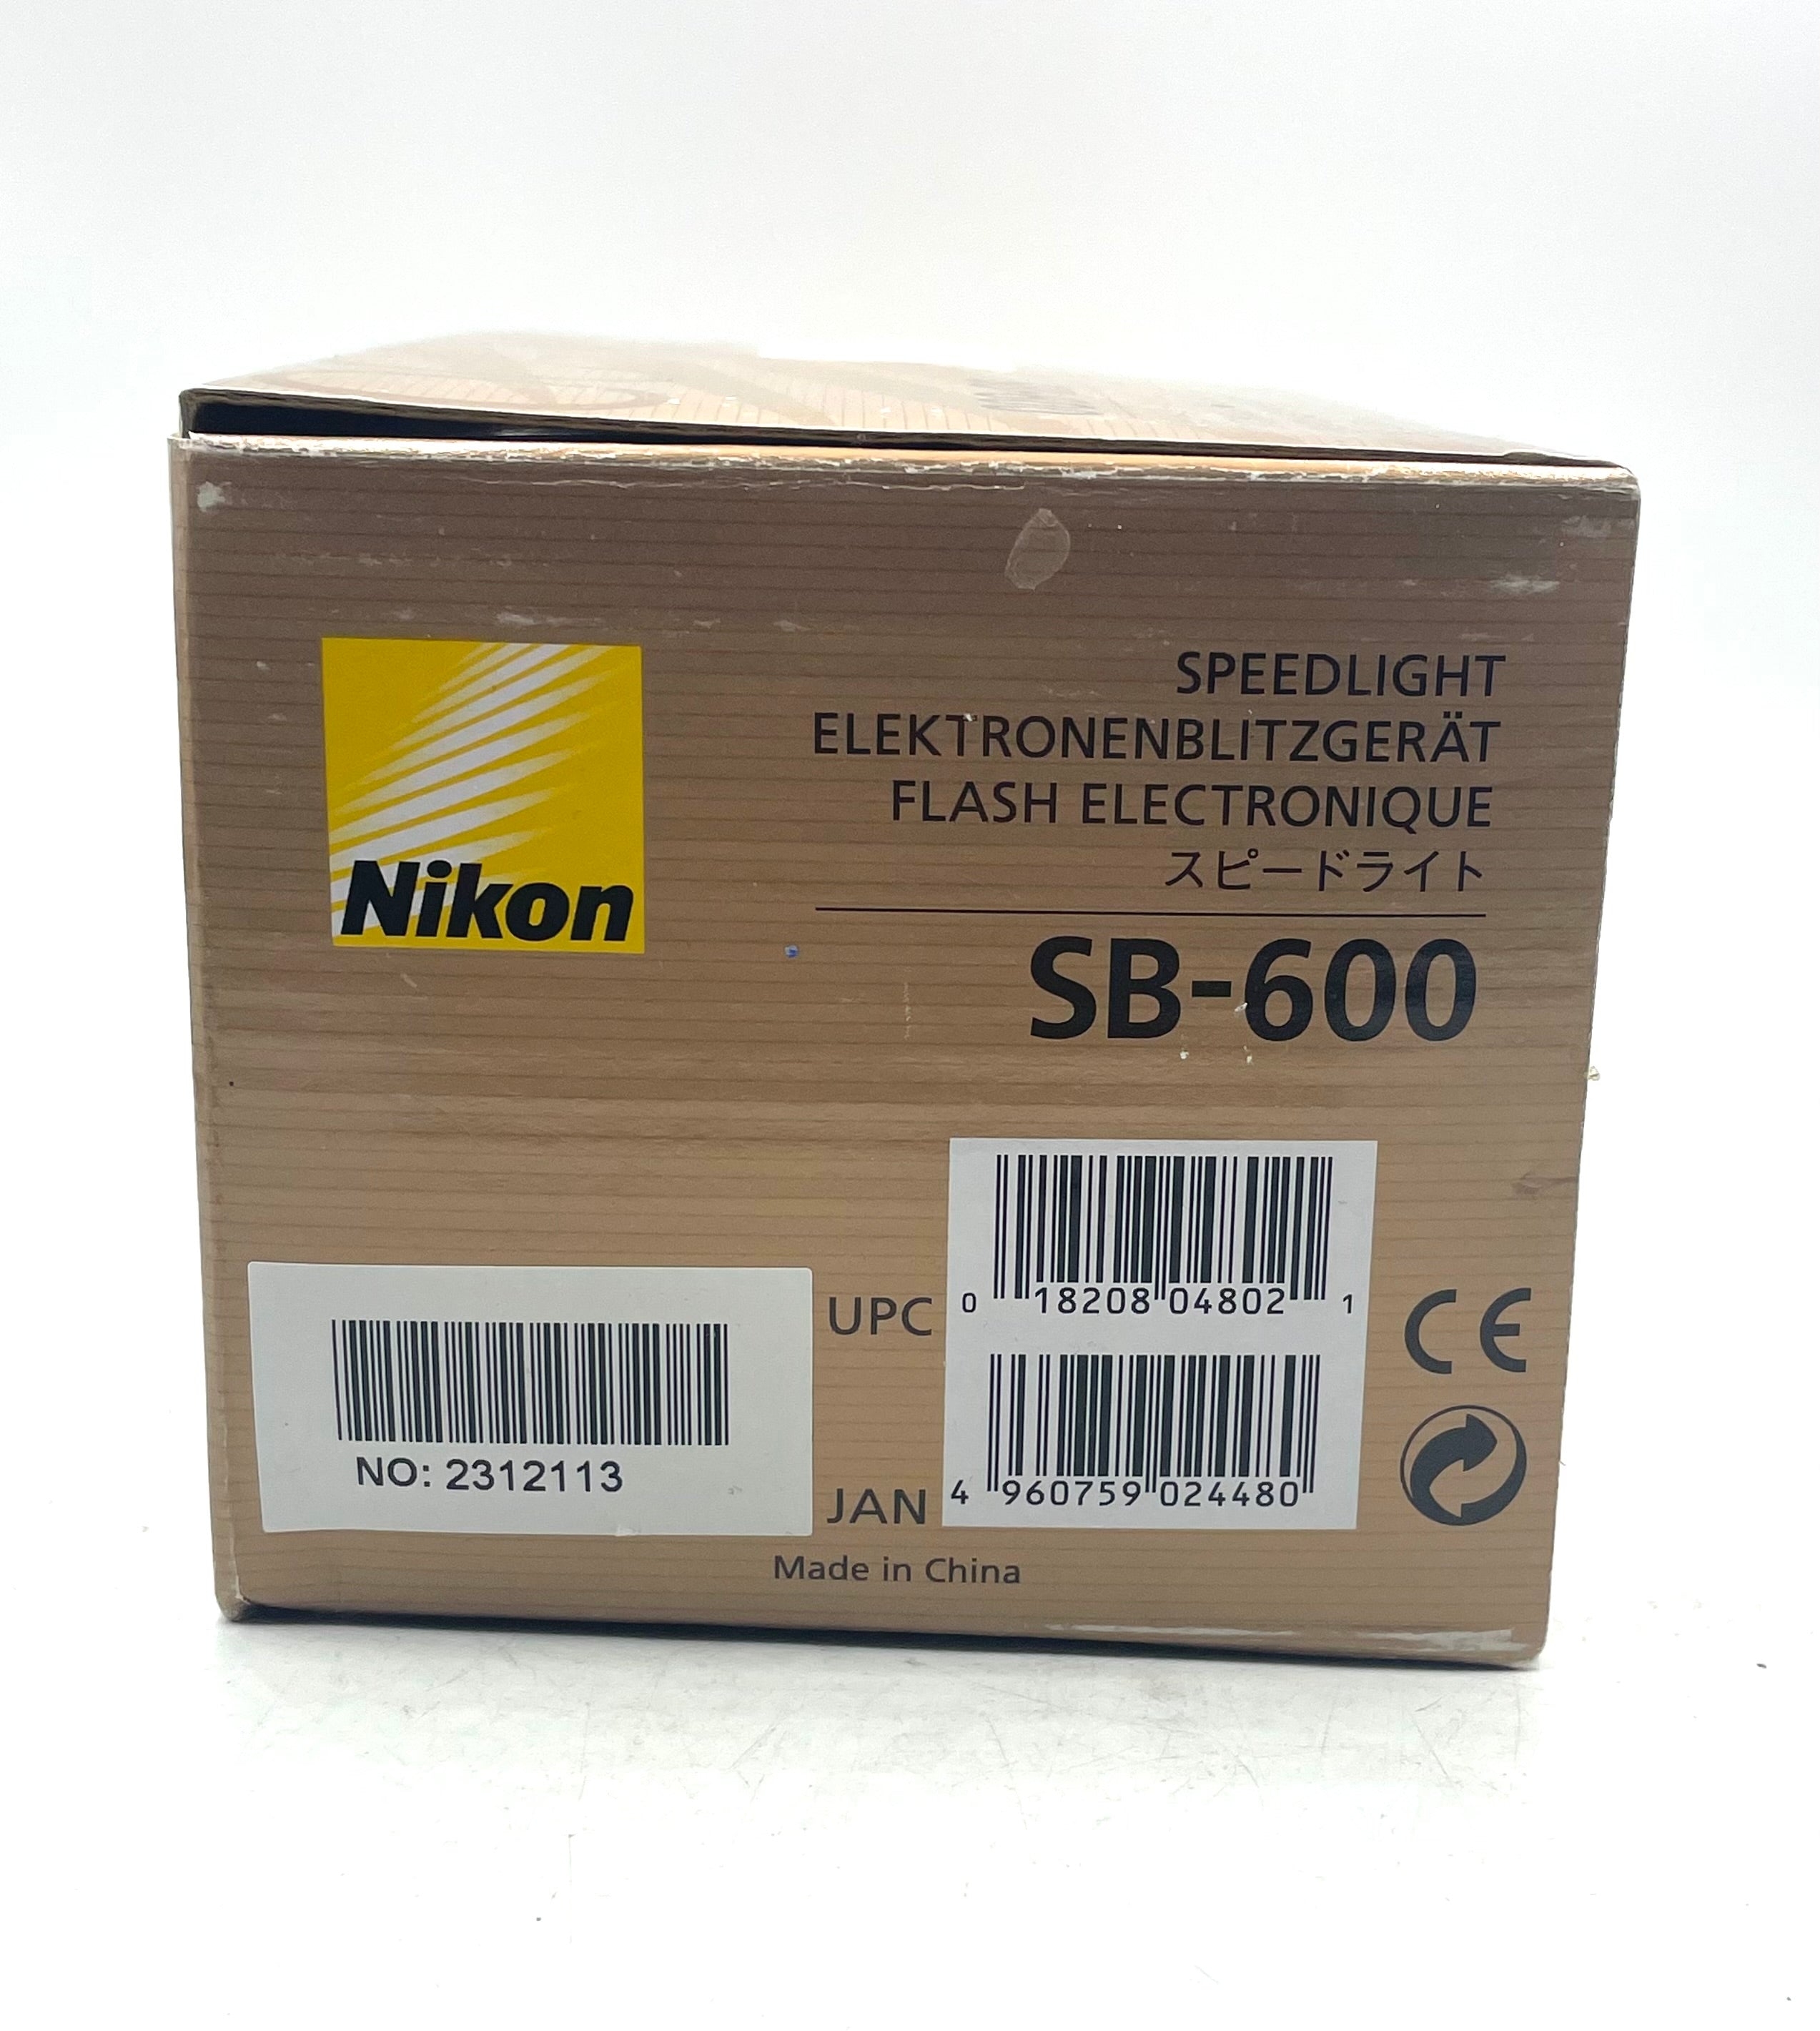 Nikon
SPEEDLIGHT
ELEKTRONENBLITZGERÄT
FLASH ELECTRONIQUE
スピードライト
SB-600
UPC
0 18208 04802 1
NO: 2312113
JAN
4 960759 024480
CE
Made in China